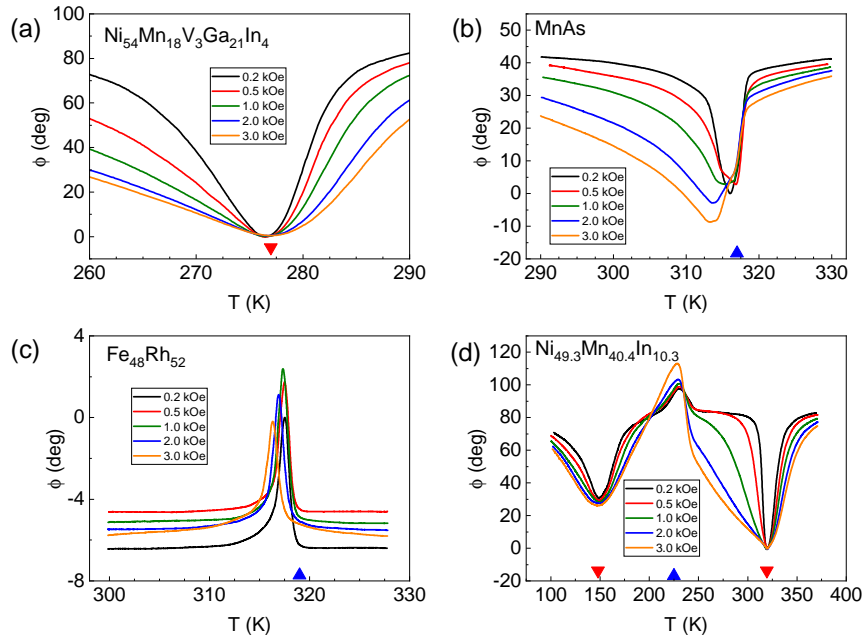 (a)
Ni54Mn18V3Ga21In4
0.2 kOe
0.5 kOe
1.0 kOe
2.0 kOe
3.0 kOe
100
80
60
40
20
0
ϕ (deg)
260 270 280 290
T (K)
(b)
MnAs
50
40
30
20
10
0
-10
-20
ϕ (deg)
0.2 kOe
0.5 kOe
1.0 kOe
2.0 kOe
3.0 kOe
290 300 310 320 330
T (K)
(c)
Fe48Rh52
4
0
-4
-8
ϕ (deg)
0.2 kOe
0.5 kOe
1.0 kOe
2.0 kOe
3.0 kOe
300 310 320 330
T (K)
(d)
Ni49.3Mn40.4In10.3
120
100
80
60
40
20
0
-20
ϕ (deg)
0.2 kOe
0.5 kOe
1.0 kOe
2.0 kOe
3.0 kOe
100 150 200 250 300 350 400
T (K)